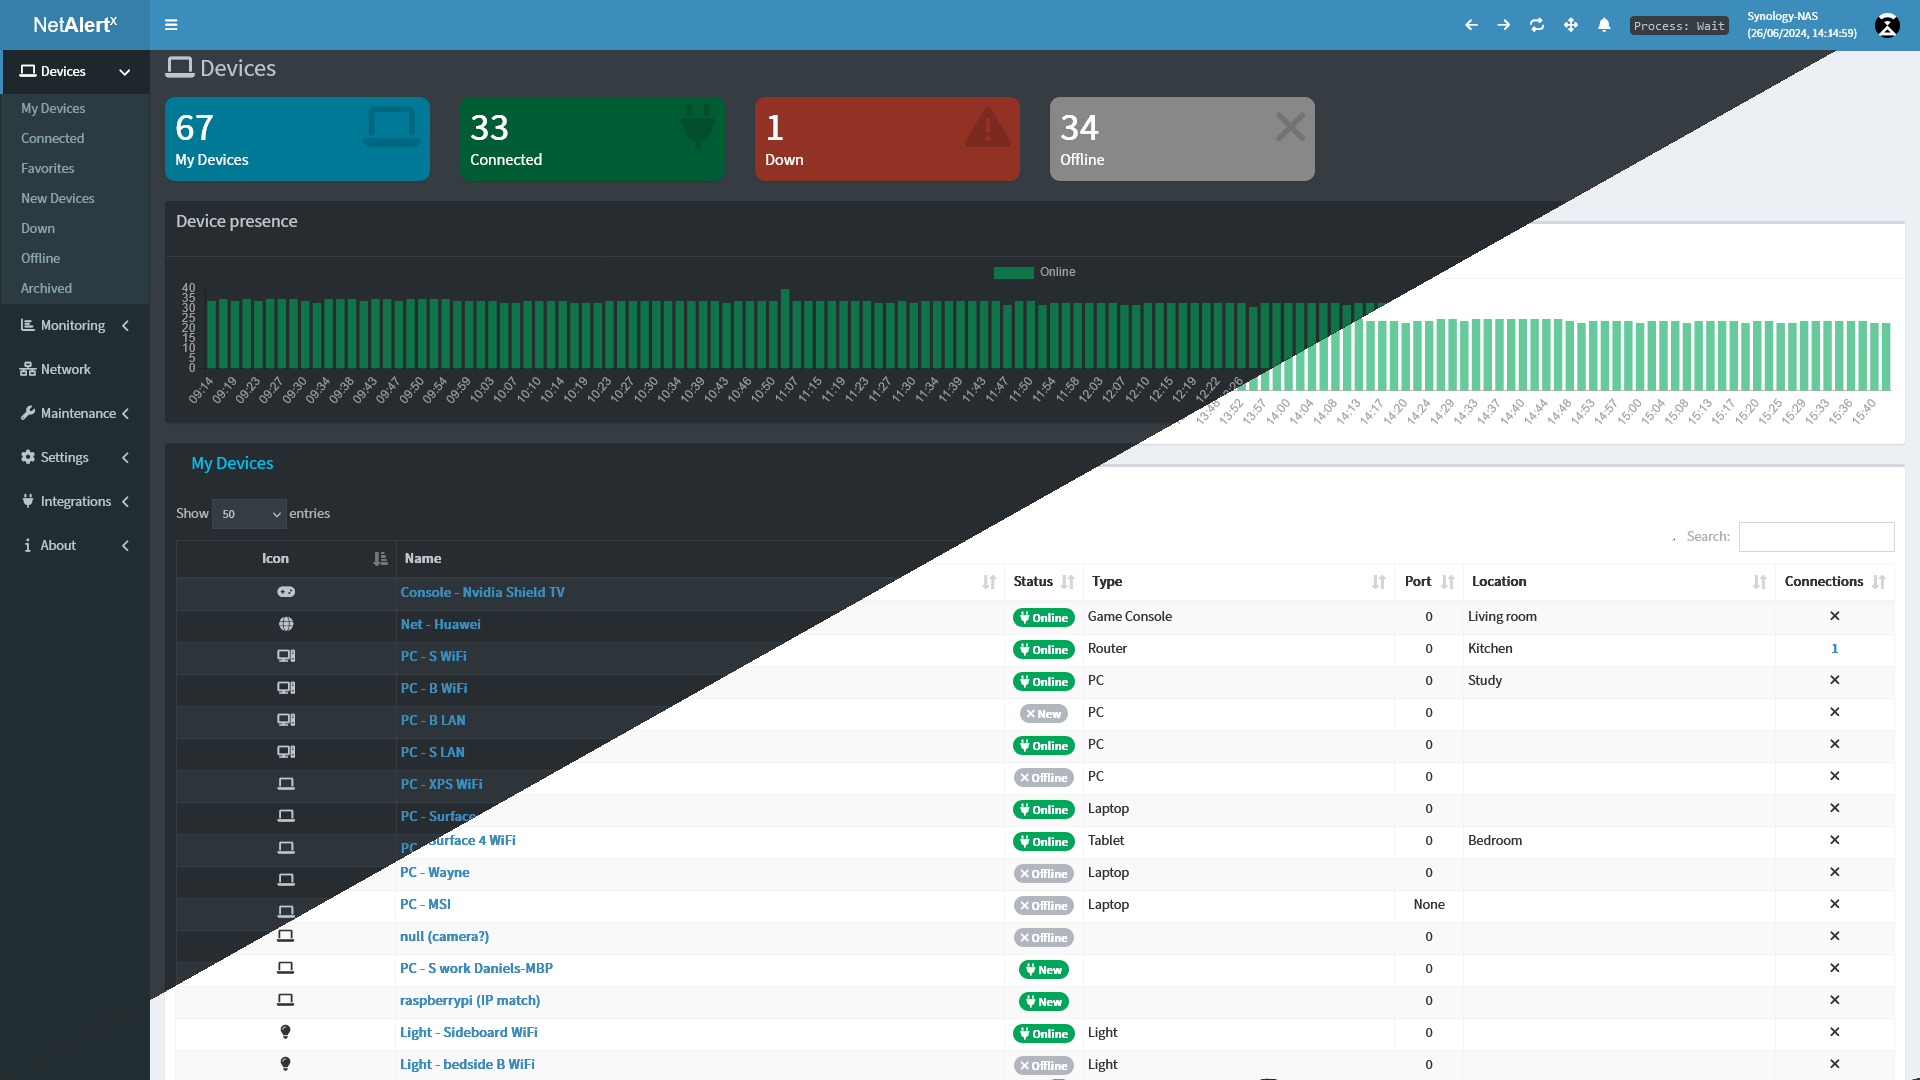 NetAlertX
Process: Wait
Synology-NAS
(26/06/2024, 14:14:59)
Devices
My Devices
Connected
Favorites
New Devices
Down
Offline
Archived
Monitoring
Network
Maintenance
Settings
Integrations
About
Devices
67
My Devices
33
Connected
1
Down
34
Offline
Device presence
Online
40
35
30
25
20
15
10
5
0
09:14 09:19 09:23 09:27 09:30 09:34 09:38 09:43 09:47 09:50 09:54 09:59 10:03 10:07 10:10 10:14 10:19 10:23 10:27 10:30 10:34 10:39 10:43 10:46 10:50 11:07 11:15 11:19 11:23 11:27 11:30 11:34 11:39 11:43 11:47 11:50 11:54 11:58 12:03 12:07 12:10 12:15 12:19 12:22
13:48 13:52 13:57 14:00 14:04 14:08 14:13 14:17 14:20 14:24 14:29 14:33 14:37 14:40 14:44 14:48 14:53 14:57 15:00 15:04 15:08 15:13 15:17 15:20 15:25 15:29 15:33 15:36 15:40
My Devices
Show 50 entries
Search:
Icon Name Status Type Port Location Connections
Console - Nvidia Shield TV Online Game Console 0 Living room
Net - Huawei Online Router 0 Kitchen 1
PC - S WiFi Online PC 0 Study
PC - B WiFi New PC 0
PC - B LAN Online PC 0
PC - S LAN Offline PC 0
PC - XPS WiFi Online Laptop 0
PC - Surface
PC - Surface 4 WiFi Online Tablet 0 Bedroom
PC - Wayne Offline Laptop 0
PC - MSI Offline Laptop None
null (camera?) Offline 0
PC - S work Daniels-MBP New 0
raspberrypi (IP match) New 0
Light - Sideboard WiFi Online Light 0
Light - bedside B WiFi Offline Light 0